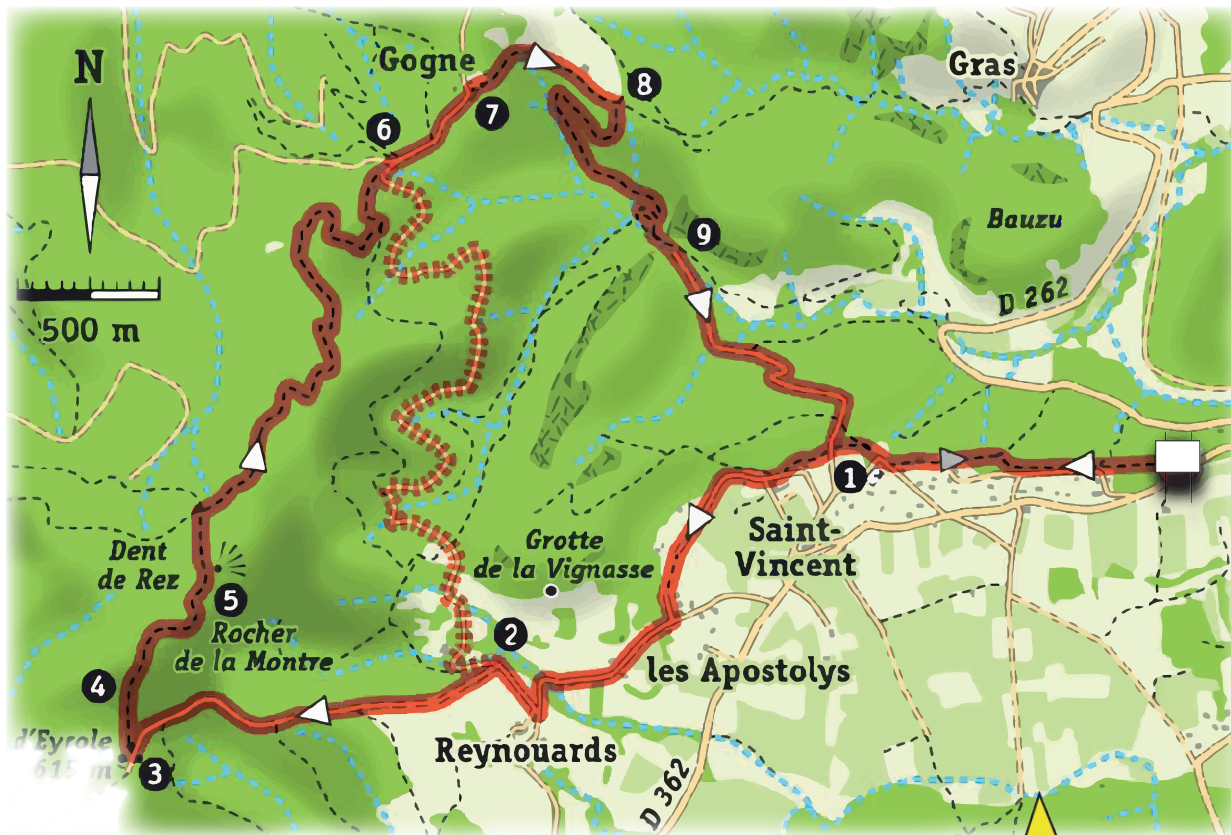 N
Gogne
Gras
8
7
6
Bauzu
9
D 262
500 m
1
Saint-
Vincent
Dent
de Rez
Grotte
de la Vignasse
5
Rocher
de la Montre
2
les Apostolys
4
d'Eyrole
615 m
3
Reynouards
D 362